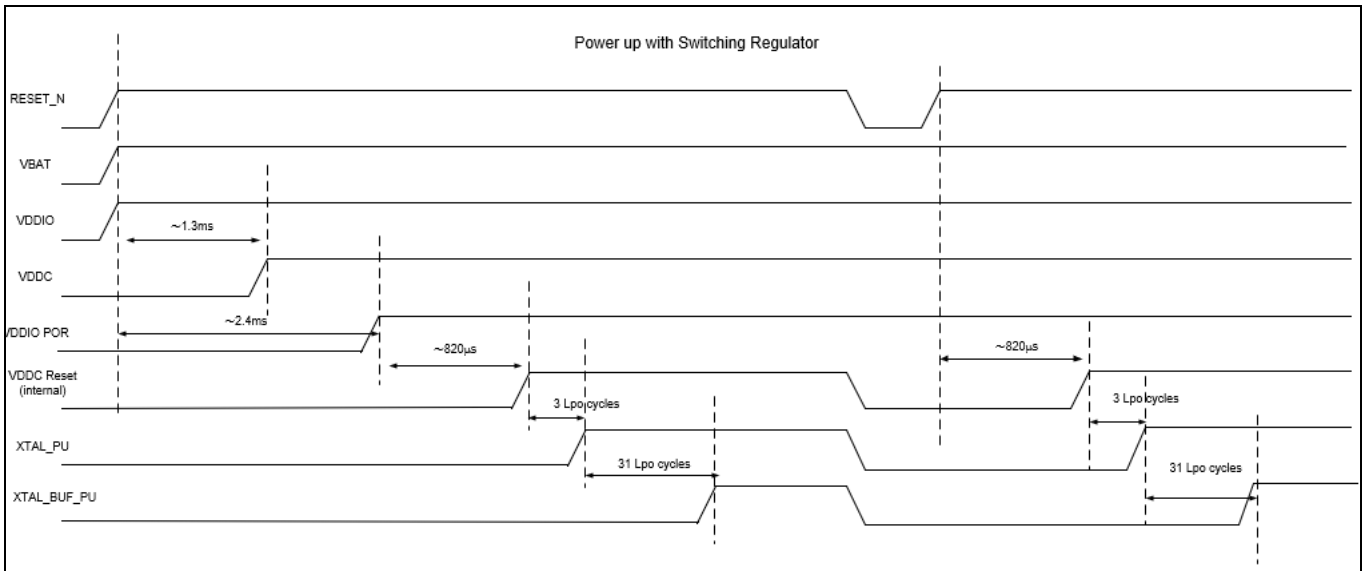 Power up with Switching Regulator
RESET_N
VBAT
VDDIO
~1.3ms
VDDC
~2.4ms
VDDIO POR
~820µs
~820µs
VDDC Reset
(internal)
3 Lpo cycles
3 Lpo cycles
XTAL_PU
31 Lpo cycles
31 Lpo cycles
XTAL_BUF_PU